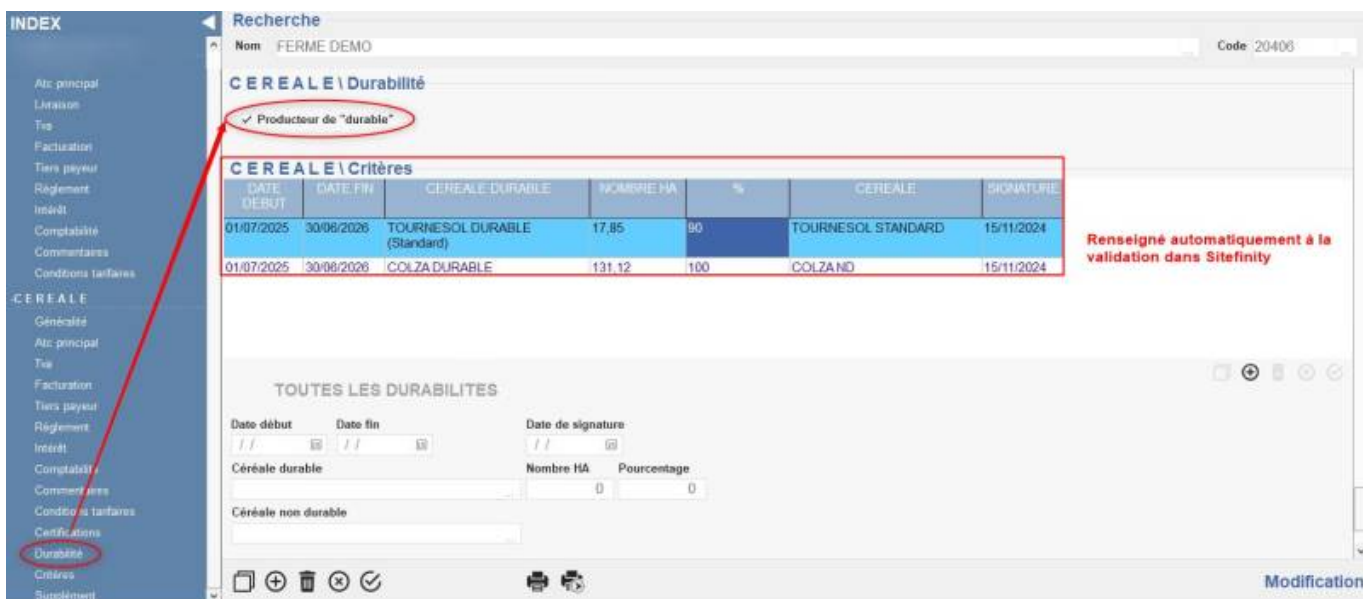 INDEX
Recherche
Nom FERME DEMO
Code 20406
Atc principal
Livraison
Tva
Facturation
Tiers payeur
Règlement
Intérêt
Comptabilité
Commentaires
Conditions tarifaires
-CEREALE
Généralité
Atc principal
Tva
Facturation
Tiers payeur
Règlement
Intérêt
Comptabilité
Commentaires
Conditions tarifaires
Certifications
Durabilité
Critères
Supplément
CEREALE\Durabilité
Producteur de "durable"
CEREALE\Critères
DATE DEBUT DATE FIN CEREALE DURABLE NOMBRE HA % CEREALE SIGNATURE
01/07/2025 30/06/2026 TOURNESOL DURABLE (Standard) 17,85 90 TOURNESOL STANDARD 15/11/2024
01/07/2025 30/06/2026 COLZA DURABLE 131,12 100 COLZA ND 15/11/2024
Renseigné automatiquement à la
validation dans Sitefinity
TOUTES LES DURABILITES
Date début Date fin Date de signature
/ / / / / /
Céréale durable Nombre HA Pourcentage
0 0
Céréale non durable
Modification